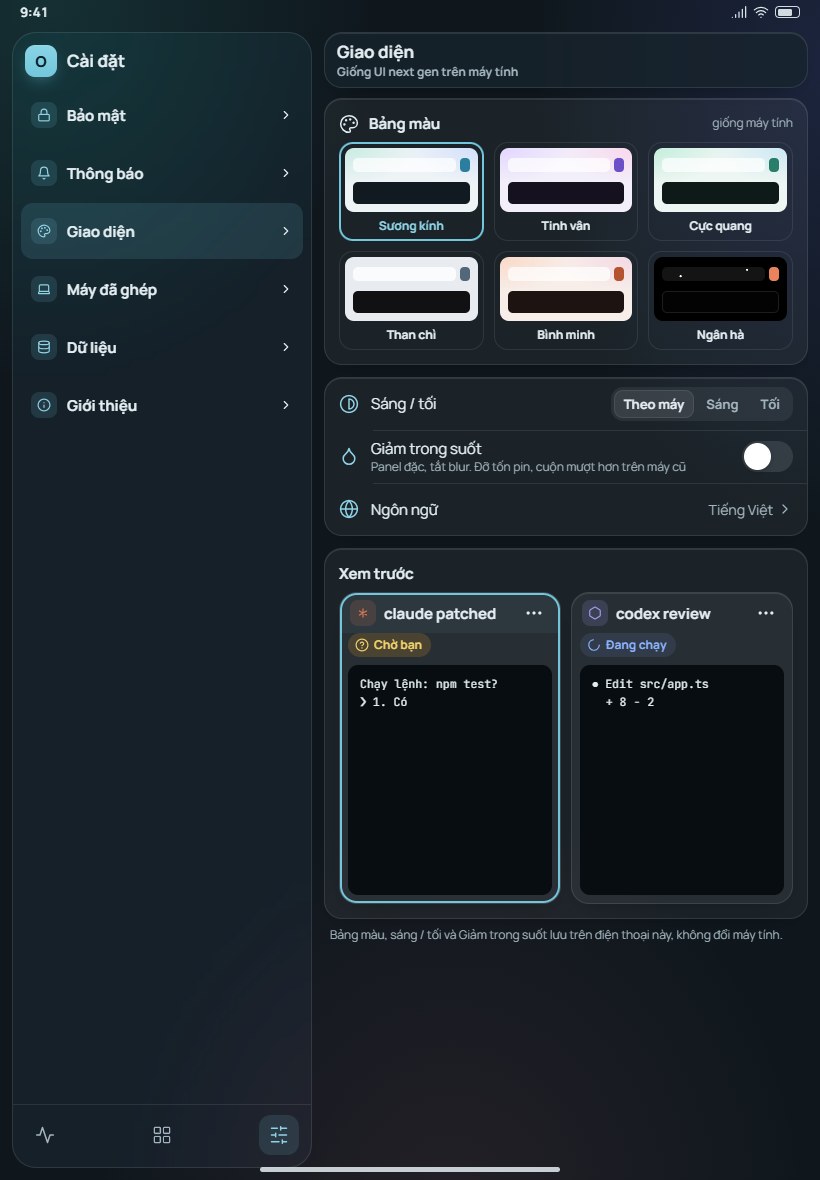 9:41
O Cài đặt
Bảo mật
Thông báo
Giao diện
Máy đã ghép
Dữ liệu
Giới thiệu
Giao diện
Giống UI next gen trên máy tính
Bảng màu
giống máy tính
Sương kính
Tinh vân
Cực quang
Than chì
Bình minh
Ngân hà
Sáng / tối
Theo máy
Sáng
Tối
Giảm trong suốt
Panel đặc, tắt blur. Đỡ tốn pin, cuộn mượt hơn trên máy cũ
Ngôn ngữ
Tiếng Việt
Xem trước
claude patched
Chờ bạn
Chạy lệnh: npm test?
❯ 1. Có
codex review
Đang chạy
● Edit src/app.ts
+ 8 - 2
Bảng màu, sáng / tối và Giảm trong suốt lưu trên điện thoại này, không đổi máy tính.